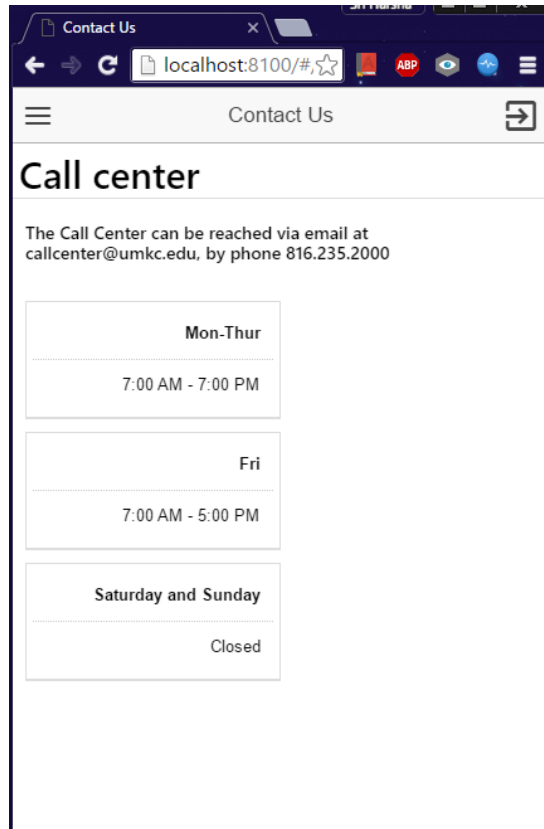 Sri Harsha
Contact Us
localhost:8100/#,
ABP
Contact Us
Call center
The Call Center can be reached via email at
callcenter@umkc.edu, by phone 816.235.2000
Mon-Thur
7:00 AM - 7:00 PM
Fri
7:00 AM - 5:00 PM
Saturday and Sunday
Closed